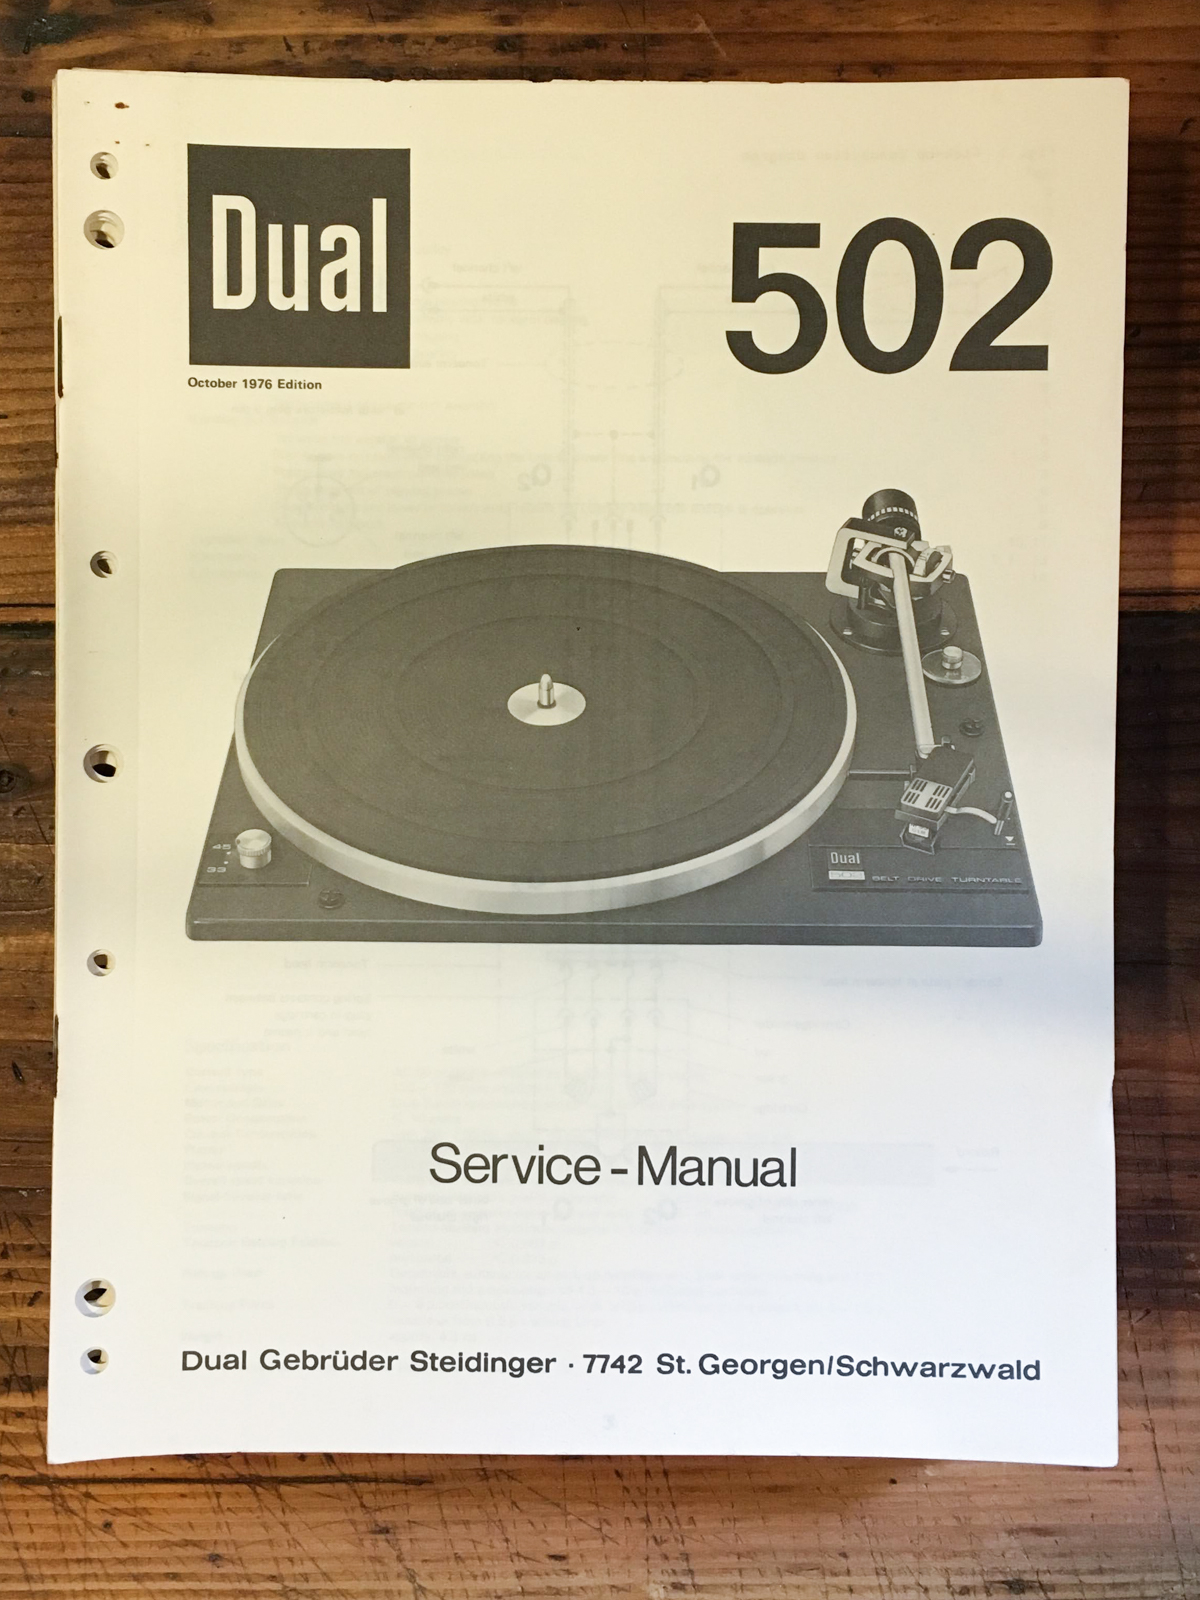 Dual
502
October 1976 Edition
45
33
Dual
502 BELT DRIVE TURNTABLE
Service-Manual
Dual Gebrüder Steidinger · 7742 St. Georgen/Schwarzwald